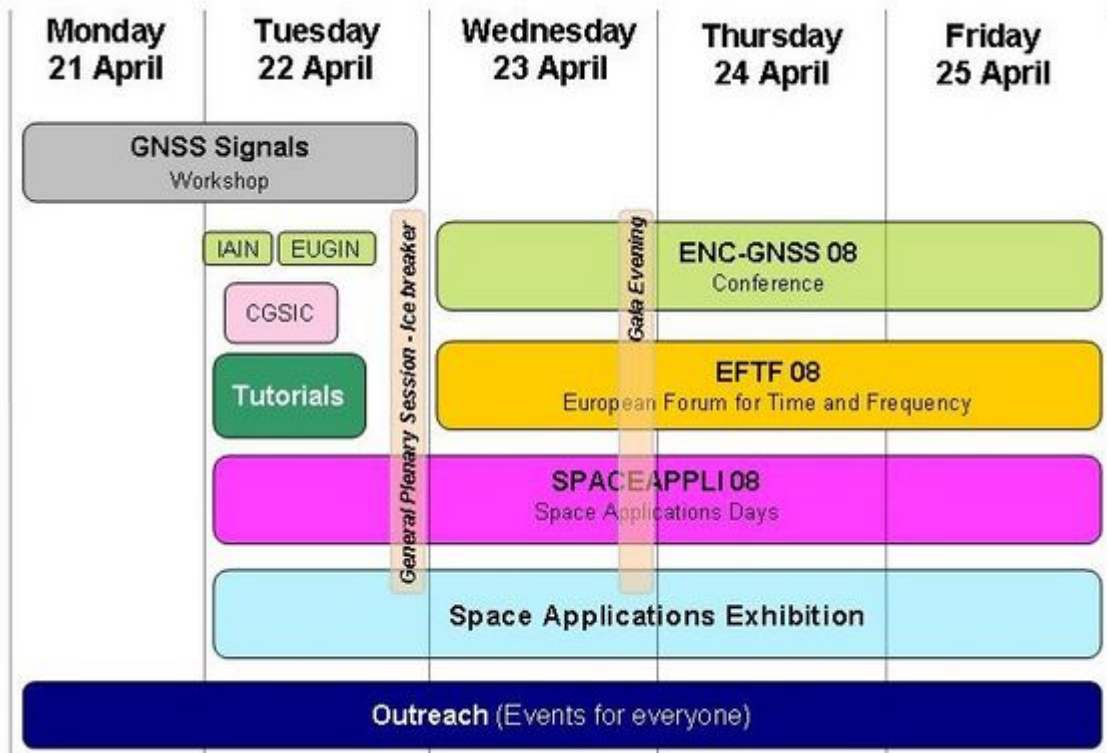 Monday
21 April
Tuesday
22 April
Wednesday
23 April
Thursday
24 April
Friday
25 April
GNSS Signals
Workshop
IAIN
EUGIN
CGSIC
Tutorials
General Plenary Session - Ice breaker
Gala Evening
ENC-GNSS 08
Conference
EFTF 08
European Forum for Time and Frequency
SPACEAPPLI 08
Space Applications Days
Space Applications Exhibition
Outreach (Events for everyone)